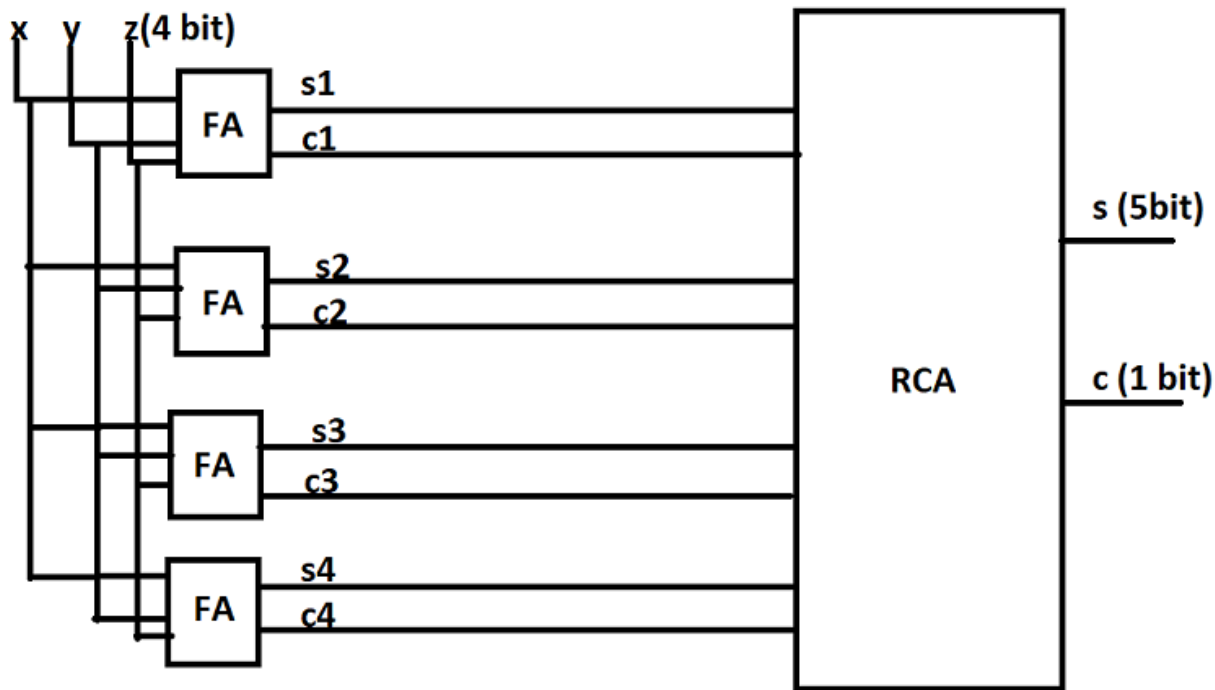 x y z(4 bit)
FA
s1
c1
s (5bit)
FA
s2
c2
RCA
c (1 bit)
FA
s3
c3
FA
s4
c4